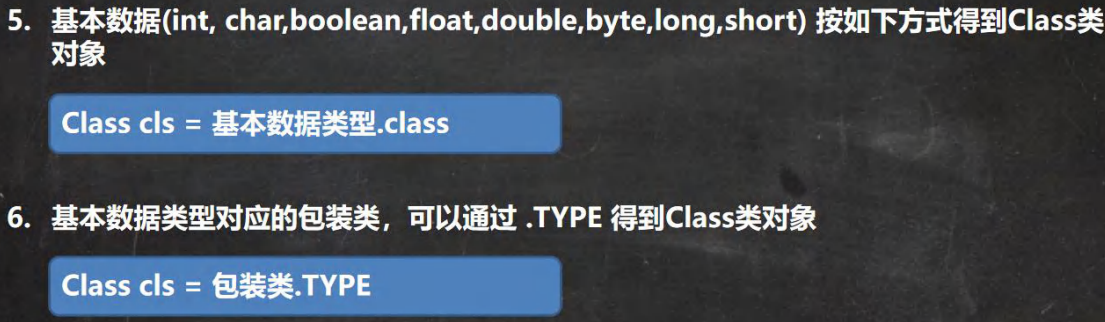 5. 基本数据(int, char,boolean,float,double,byte,long,short) 按如下方式得到Class类
对象
Class cls = 基本数据类型.class
6. 基本数据类型对应的包装类，可以通过 .TYPE 得到Class类对象
Class cls = 包装类.TYPE